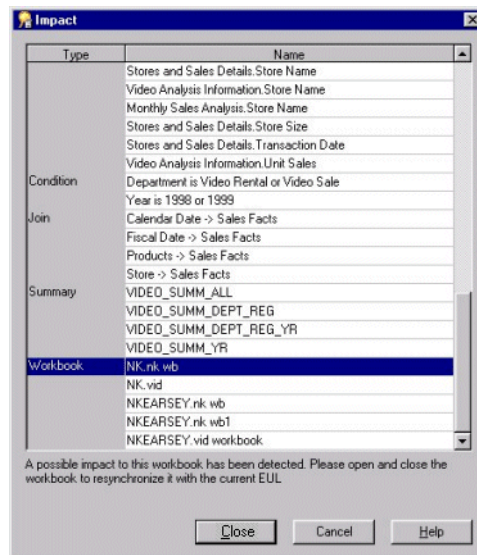 Impact
Type Name
Stores and Sales Details.Store Name
Video Analysis Information.Store Name
Monthly Sales Analysis.Store Name
Stores and Sales Details.Store Size
Stores and Sales Details.Transaction Date
Video Analysis Information.Unit Sales
Condition Department is Video Rental or Video Sale
Year is 1998 or 1999
Join Calendar Date -> Sales Facts
Fiscal Date -> Sales Facts
Products -> Sales Facts
Store -> Sales Facts
Summary VIDEO_SUMM_ALL
VIDEO_SUMM_DEPT_REG
VIDEO_SUMM_DEPT_REG_YR
VIDEO_SUMM_YR
Workbook NK.nk wb
NK.vid
NKEARSEY.nk wb
NKEARSEY.nk wb1
NKEARSEY.vid workbook
A possible impact to this workbook has been detected. Please open and close the
workbook to resynchronize it with the current EUL
Close Cancel Help